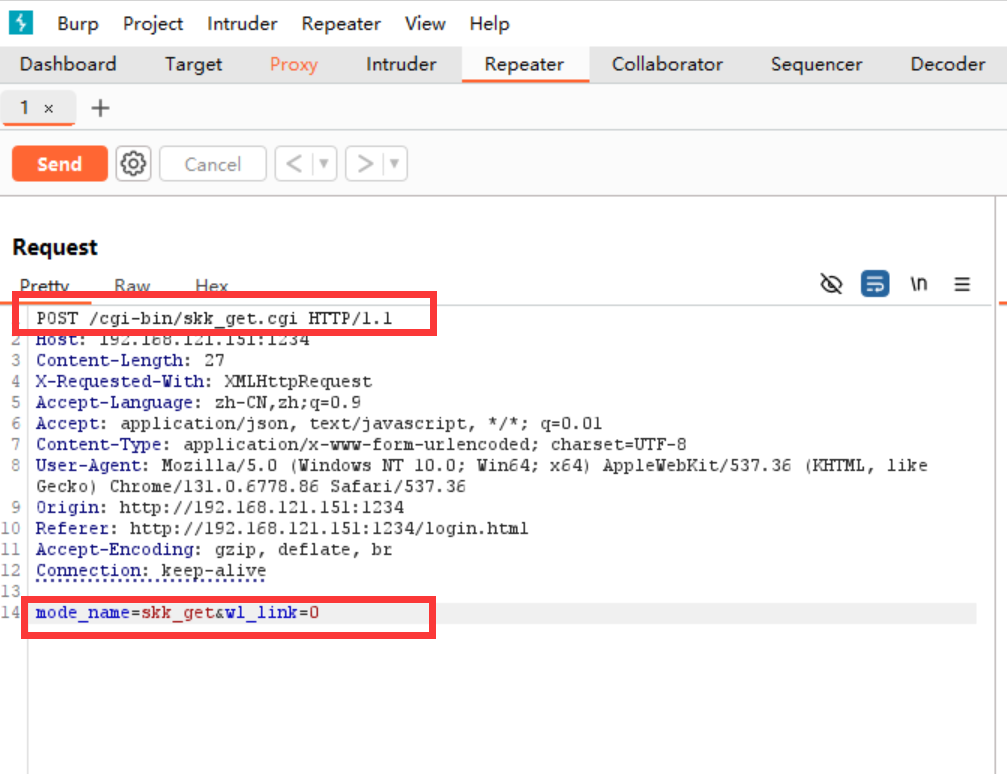 Burp Project Intruder Repeater View Help
Dashboard Target Proxy Intruder Repeater Collaborator Sequencer Decoder
1 × +
Send Cancel < ▼ > ▼
Request
Pretty Raw Hex \n
POST /cgi-bin/skk_get.cgi HTTP/1.1
2 Host: 192.168.121.151:1234
3 Content-Length: 27
4 X-Requested-With: XMLHttpRequest
5 Accept-Language: zh-CN,zh;q=0.9
6 Accept: application/json, text/javascript, */*; q=0.01
7 Content-Type: application/x-www-form-urlencoded; charset=UTF-8
8 User-Agent: Mozilla/5.0 (Windows NT 10.0; Win64; x64) AppleWebKit/537.36 (KHTML, like
Gecko) Chrome/131.0.6778.86 Safari/537.36
9 Origin: http://192.168.121.151:1234
10 Referer: http://192.168.121.151:1234/login.html
11 Accept-Encoding: gzip, deflate, br
12 Connection: keep-alive
13
14 mode_name=skk_get&wl_link=0